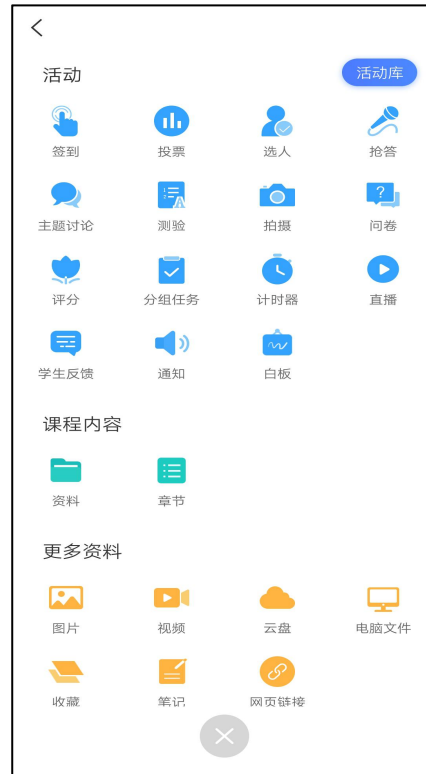 活动
活动库
签到 投票 选人 抢答
主题讨论 测验 拍摄 问卷
评分 分组任务 计时器 直播
学生反馈 通知 白板
课程内容
资料 章节
更多资料
图片 视频 云盘 电脑文件
收藏 笔记 网页链接